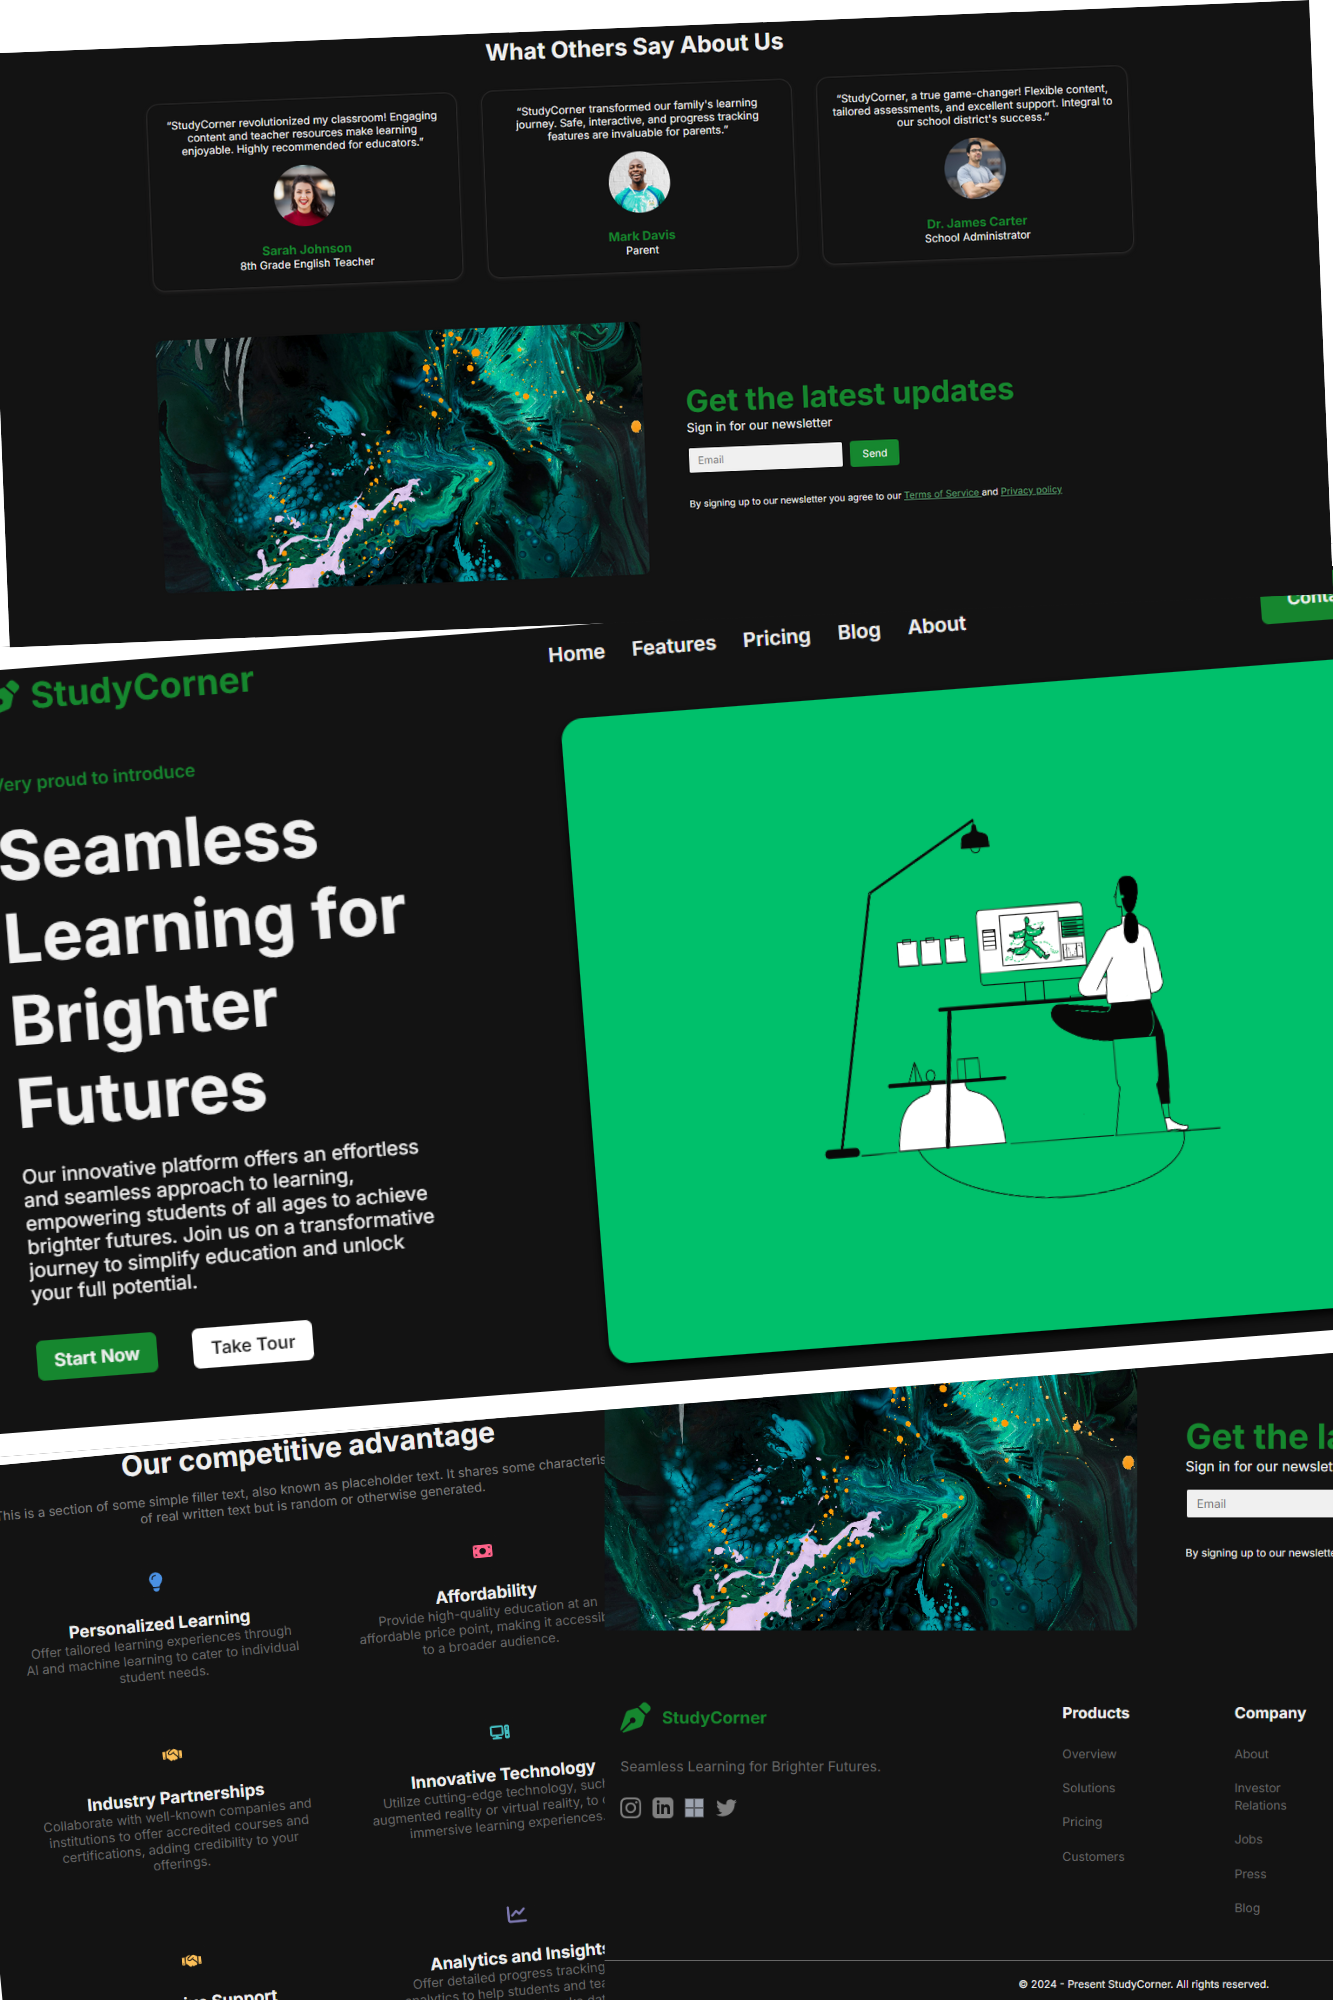 What Others Say About Us
“StudyCorner revolutionized my classroom! Engaging
content and teacher resources make learning
enjoyable. Highly recommended for educators.”
Sarah Johnson
8th Grade English Teacher
“StudyCorner transformed our family's learning
journey. Safe, interactive, and progress tracking
features are invaluable for parents.”
Mark Davis
Parent
“StudyCorner, a true game-changer! Flexible content,
tailored assessments, and excellent support. Integral to
our school district's success.”
Dr. James Carter
School Administrator
Get the latest updates
Sign in for our newsletter
Email
Send
By signing up to our newsletter you agree to our Terms of Service and Privacy policy
StudyCorner
Home
Features
Pricing
Blog
About
Very proud to introduce
Seamless
Learning for
Brighter
Futures
Our innovative platform offers an effortless
and seamless approach to learning,
empowering students of all ages to achieve
brighter futures. Join us on a transformative
journey to simplify education and unlock
your full potential.
Start Now
Take Tour
Our competitive advantage
This is a section of some simple filler text, also known as placeholder text. It shares some characteris
of real written text but is random or otherwise generated.
Personalized Learning
Offer tailored learning experiences through
AI and machine learning to cater to individual
student needs.
Affordability
Provide high-quality education at an
affordable price point, making it accessib
to a broader audience.
Industry Partnerships
Collaborate with well-known companies and
institutions to offer accredited courses and
certifications, adding credibility to your
offerings.
Innovative Technology
Utilize cutting-edge technology, such
augmented reality or virtual reality, to
immersive learning experiences.
Support
Analytics and Insights
Offer detailed progress tracking
analytics to help students and tea
Get the la
Sign in for our newslet
Email
By signing up to our newslette
StudyCorner
Seamless Learning for Brighter Futures.
Products
Overview
Solutions
Pricing
Customers
Company
About
Investor
Relations
Jobs
Press
Blog
© 2024 - Present StudyCorner. All rights reserved.